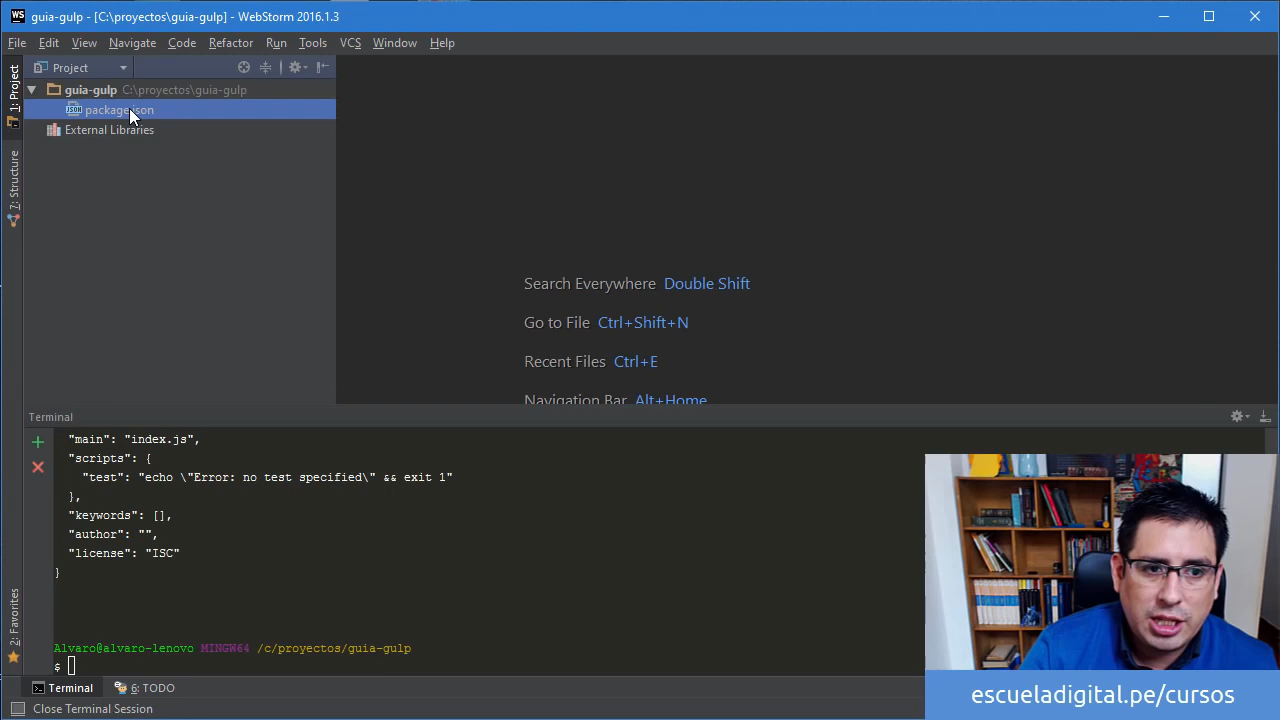 WS guia-gulp - [C:\proyectos\guia-gulp] - WebStorm 2016.1.3
File Edit View Navigate Code Refactor Run Tools VCS Window Help
1: Project
Project
guia-gulp C:\proyectos\guia-gulp
JSON package.json
External Libraries
7: Structure
Search Everywhere Double Shift
Go to File Ctrl+Shift+N
Recent Files Ctrl+E
Navigation Bar Alt+Home
Terminal
"main": "index.js",
"scripts": {
"test": "echo \"Error: no test specified\" && exit 1"
},
"keywords": [],
"author": "",
"license": "ISC"
}
2: Favorites
Alvaro@alvaro-lenovo MINGW64 /c/proyectos/guia-gulp
$
Terminal 6: TODO
Close Terminal Session
escueladigital.pe/cursos